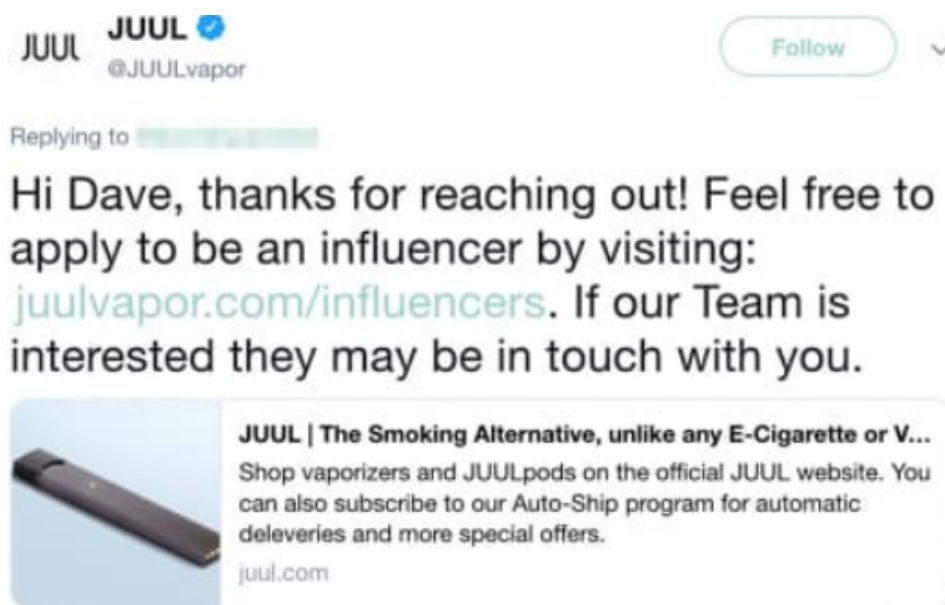 JUUL
JUUL
@JUULvapor
Follow
Replying to
Hi Dave, thanks for reaching out! Feel free to
apply to be an influencer by visiting:
juulvapor.com/influencers. If our Team is
interested they may be in touch with you.
JUUL | The Smoking Alternative, unlike any E-Cigarette or V...
Shop vaporizers and JUULpods on the official JUUL website. You
can also subscribe to our Auto-Ship program for automatic
deleveries and more special offers.
juul.com